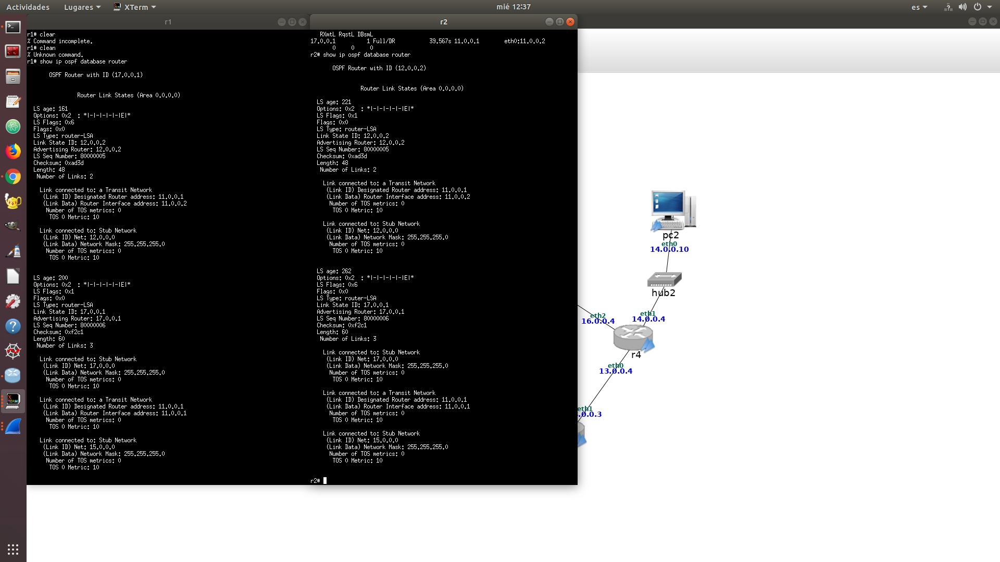 Actividades
Lugares
XTerm
mié 12:37
es
r1
r1# clear
% Command incomplete.
r1# clean
% Unknown command.
r1# show ip ospf database router
OSPF Router with ID (17.0.0.1)
Router Link States (Area 0.0.0.0)
LS age: 161
Options: 0x2  : *|-|-|-|-|-|E|*
LS Flags: 0x6
Flags: 0x0
LS Type: router-LSA
Link State ID: 12.0.0.2
Advertising Router: 12.0.0.2
LS Seq Number: 80000005
Checksum: 0xad3d
Length: 48
Number of Links: 2
Link connected to: a Transit Network
(Link ID) Designated Router address: 11.0.0.1
(Link Data) Router Interface address: 11.0.0.2
Number of TOS metrics: 0
TOS 0 Metric: 10
Link connected to: Stub Network
(Link ID) Net: 12.0.0.0
(Link Data) Network Mask: 255.255.255.0
Number of TOS metrics: 0
TOS 0 Metric: 10
LS age: 200
Options: 0x2  : *|-|-|-|-|-|E|*
LS Flags: 0x1
Flags: 0x0
LS Type: router-LSA
Link State ID: 17.0.0.1
Advertising Router: 17.0.0.1
LS Seq Number: 80000006
Checksum: 0xf2c1
Length: 60
Number of Links: 3
Link connected to: Stub Network
(Link ID) Net: 17.0.0.0
(Link Data) Network Mask: 255.255.255.0
Number of TOS metrics: 0
TOS 0 Metric: 10
Link connected to: a Transit Network
(Link ID) Designated Router address: 11.0.0.1
(Link Data) Router Interface address: 11.0.0.1
Number of TOS metrics: 0
TOS 0 Metric: 10
Link connected to: Stub Network
(Link ID) Net: 15.0.0.0
(Link Data) Network Mask: 255.255.255.0
Number of TOS metrics: 0
TOS 0 Metric: 10
r2
RXmtL RqstL DBsmL
17.0.0.1 1 Full/DR 39.567s 11.0.0.1 eth0:11.0.0.2
0 0 0
r2# show ip ospf database router
OSPF Router with ID (12.0.0.2)
Router Link States (Area 0.0.0.0)
LS age: 221
Options: 0x2  : *|-|-|-|-|-|E|*
LS Flags: 0x1
Flags: 0x0
LS Type: router-LSA
Link State ID: 12.0.0.2
Advertising Router: 12.0.0.2
LS Seq Number: 80000005
Checksum: 0xad3d
Length: 48
Number of Links: 2
Link connected to: a Transit Network
(Link ID) Designated Router address: 11.0.0.1
(Link Data) Router Interface address: 11.0.0.2
Number of TOS metrics: 0
TOS 0 Metric: 10
Link connected to: Stub Network
(Link ID) Net: 12.0.0.0
(Link Data) Network Mask: 255.255.255.0
Number of TOS metrics: 0
TOS 0 Metric: 10
LS age: 262
Options: 0x2  : *|-|-|-|-|-|E|*
LS Flags: 0x6
Flags: 0x0
LS Type: router-LSA
Link State ID: 17.0.0.1
Advertising Router: 17.0.0.1
LS Seq Number: 80000006
Checksum: 0xf2c1
Length: 60
Number of Links: 3
Link connected to: Stub Network
(Link ID) Net: 17.0.0.0
(Link Data) Network Mask: 255.255.255.0
Number of TOS metrics: 0
TOS 0 Metric: 10
Link connected to: a Transit Network
(Link ID) Designated Router address: 11.0.0.1
(Link Data) Router Interface address: 11.0.0.1
Number of TOS metrics: 0
TOS 0 Metric: 10
Link connected to: Stub Network
(Link ID) Net: 15.0.0.0
(Link Data) Network Mask: 255.255.255.0
Number of TOS metrics: 0
TOS 0 Metric: 10
r2#
pc2
eth0
14.0.0.10
hub2
eth2
16.0.0.4
eth1
14.0.0.4
r4
eth0
13.0.0.4
eth1
.0.0.3
X
TERM